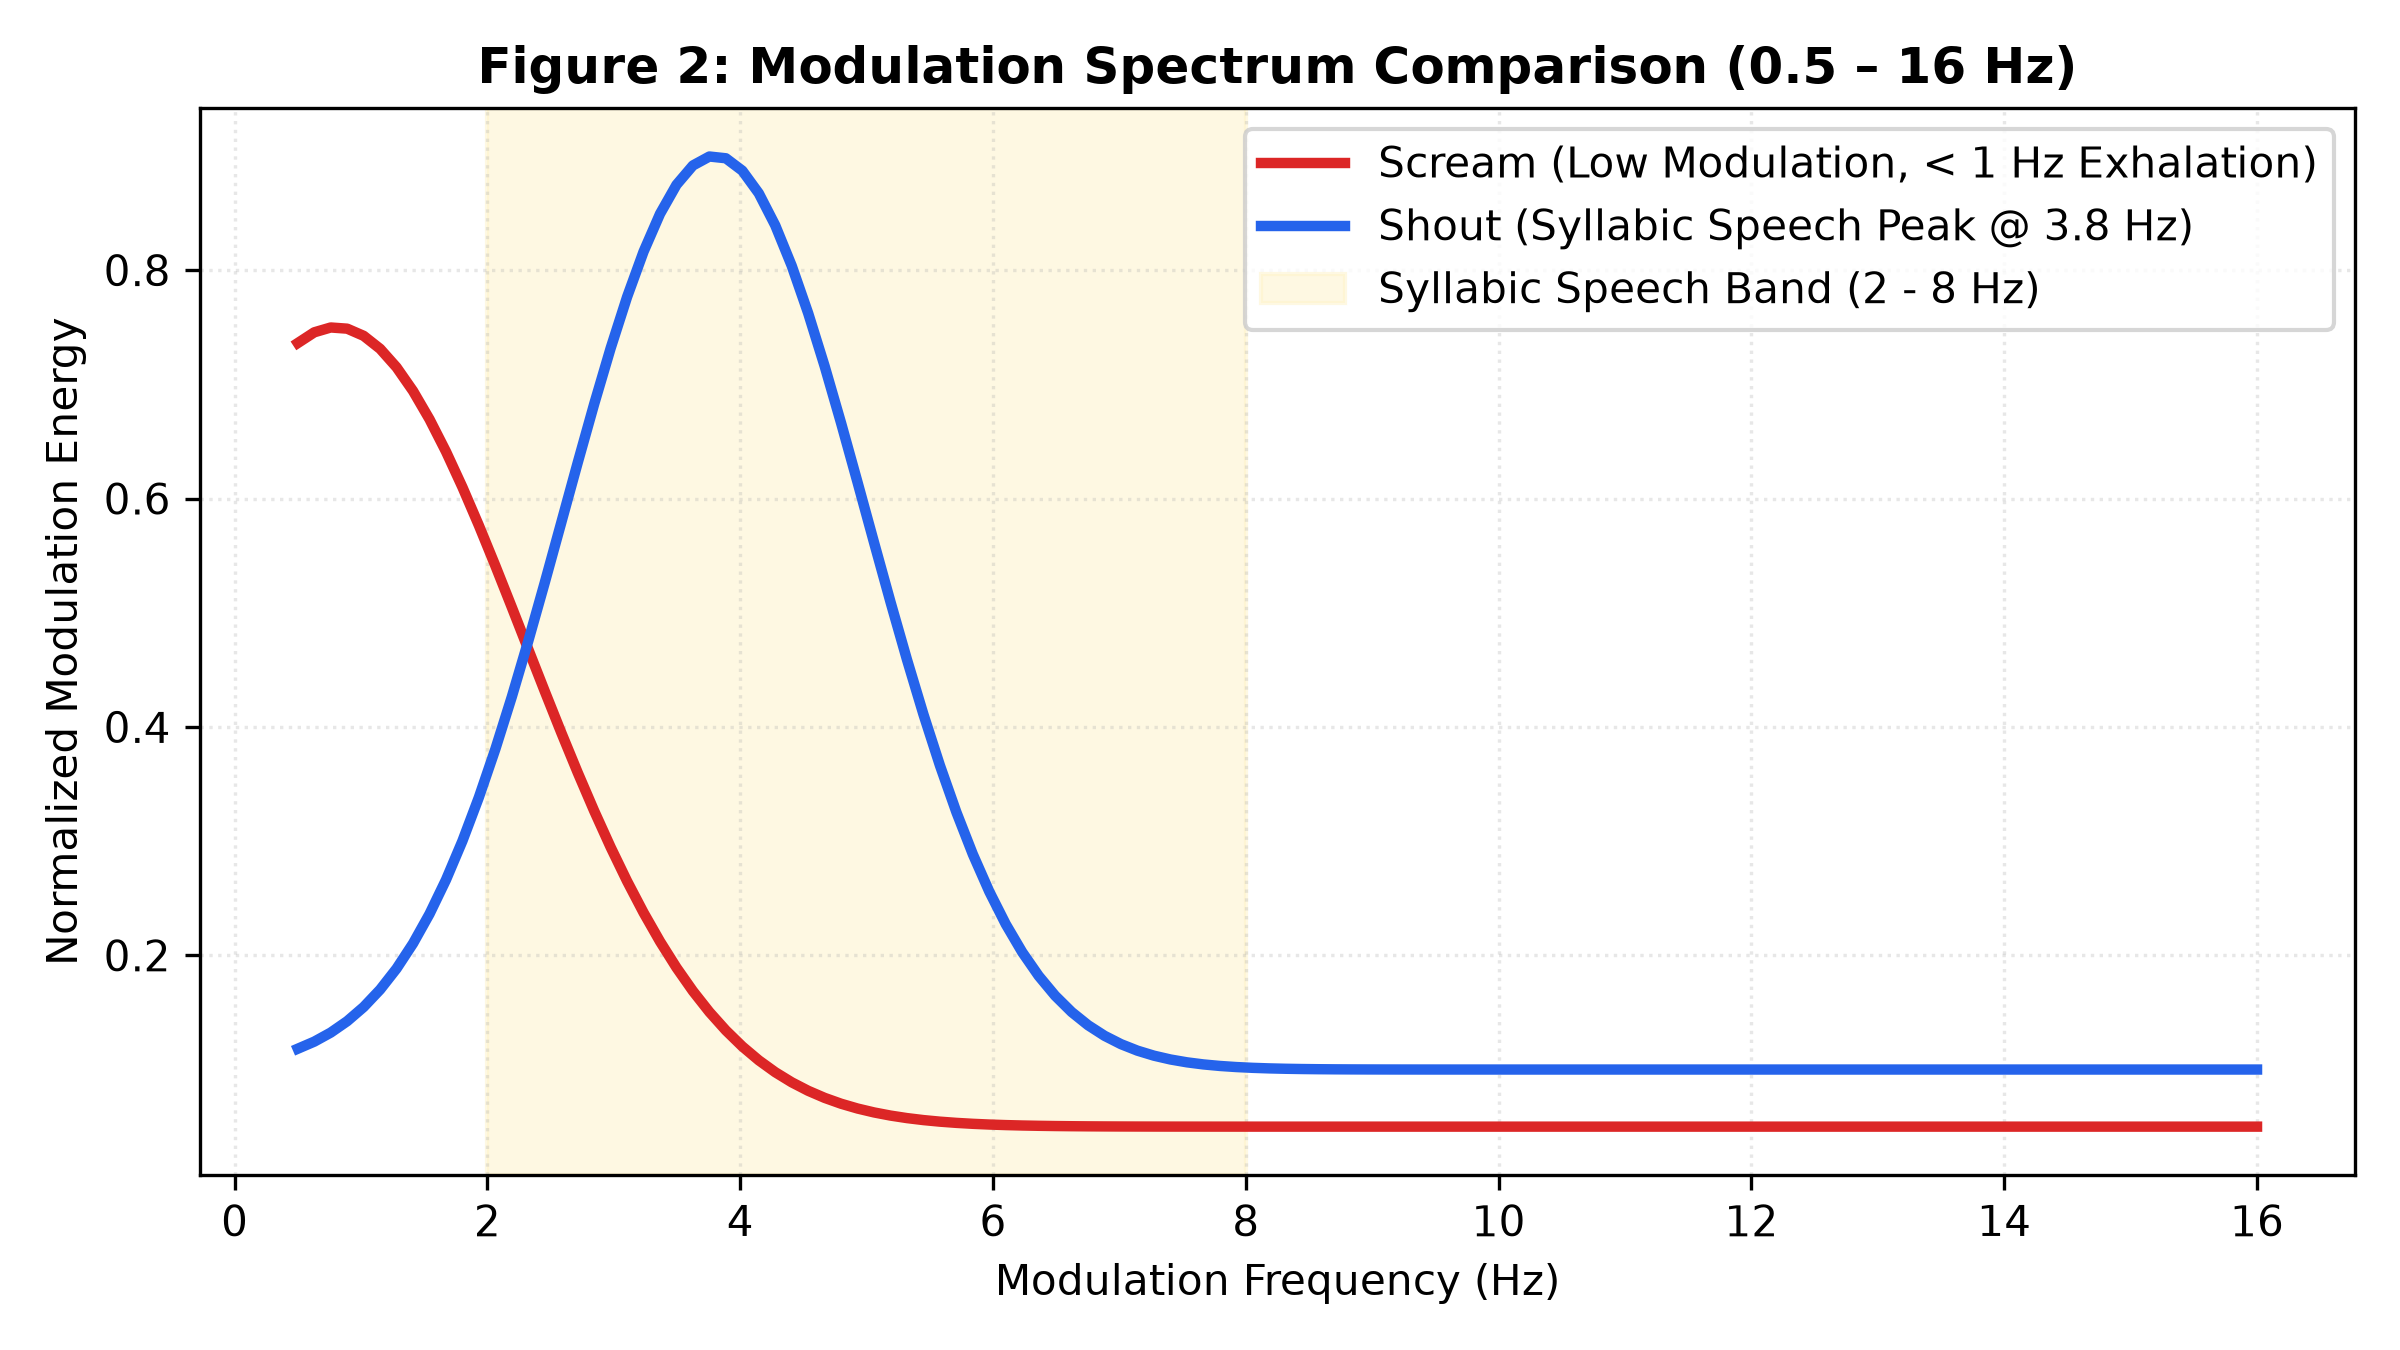 Figure 2: Modulation Spectrum Comparison (0.5 – 16 Hz)
Scream (Low Modulation, < 1 Hz Exhalation)
Shout (Syllabic Speech Peak @ 3.8 Hz)
Syllabic Speech Band (2 - 8 Hz)
Normalized Modulation Energy
0.8
0.6
0.4
0.2
0 2 4 6 8 10 12 14 16
Modulation Frequency (Hz)